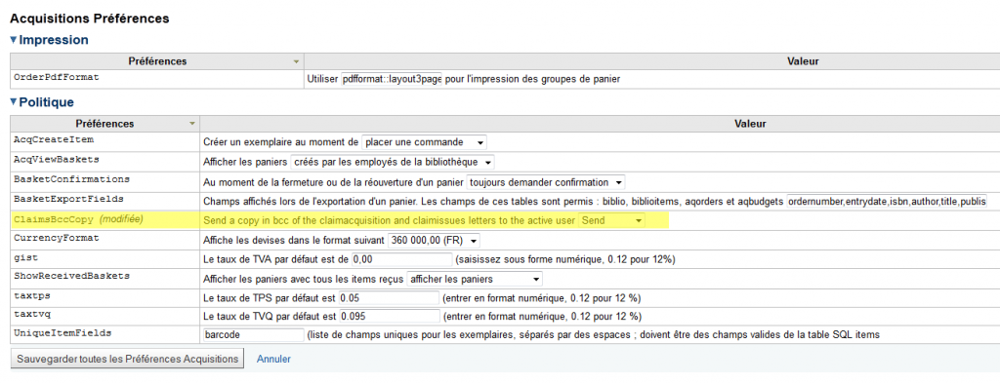 Acquisitions Préférences
Impression
Préférences Valeur
OrderPdfFormat Utiliser pdfformat::layout3page pour l'impression des groupes de panier
Politique
Préférences Valeur
AcqCreateItem Créer un exemplaire au moment de placer une commande
AcqViewBaskets Afficher les paniers créés par les employés de la bibliothèque
BasketConfirmations Au moment de la fermeture ou de la réouverture d'un panier toujours demander confirmation
BasketExportFields Champs affichés lors de l'exportation d'un panier. Les champs de ces tables sont permis : biblio, biblioitems, aqorders et aqbudgets ordernumber,entrydate,isbn,author,title,publis
ClaimsBccCopy (modifiée) Send a copy in bcc of the claimacquisition and claimissues letters to the active user Send
CurrencyFormat Affiche les devises dans le format suivant 360 000,00 (FR)
gist Le taux de TVA par défaut est de 0,00 (saisissez sous forme numérique, 0.12 pour 12%)
ShowReceivedBaskets Afficher les paniers avec tous les items reçus afficher les paniers
taxtps Le taux de TPS par défaut est 0.05 (entrer en format numérique, 0.12 pour 12 %)
taxtvq Le taux de TVQ par défaut est 0.095 (entrer en format numérique, 0.12 pour 12 %)
UniqueItemFields barcode (liste de champs uniques pour les exemplaires, séparés par des espaces ; doivent être des champs valides de la table SQL items
Sauvegarder toutes les Préférences Acquisitions Annuler